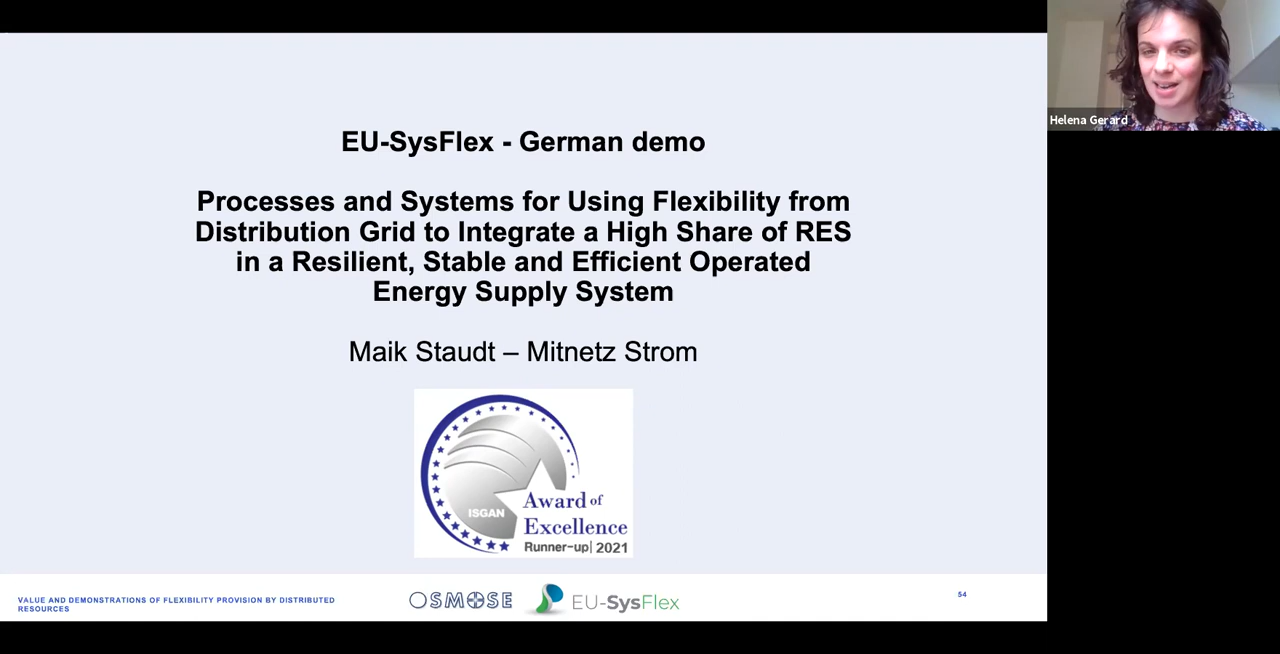 EU-SysFlex - German demo
Processes and Systems for Using Flexibility from
Distribution Grid to Integrate a High Share of RES
in a Resilient, Stable and Efficient Operated
Energy Supply System
Maik Staudt – Mitnetz Strom
ISGAN
Award of
Excellence
Runner-up| 2021
VALUE AND DEMONSTRATIONS OF FLEXIBILITY PROVISION BY DISTRIBUTED
RESOURCES
OSMOSE
EU-SysFlex
54
Helena Gerard